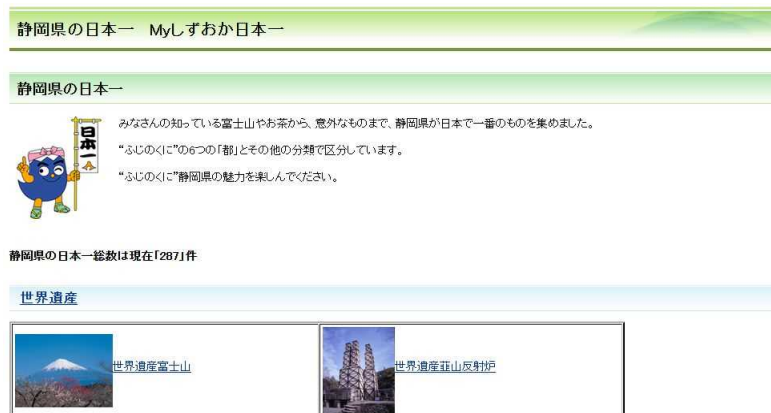 静岡県の日本一　Myしずおか日本一
静岡県の日本一
日本一
みなさんの知っている富士山やお茶から、意外なものまで、静岡県が日本で一番のものを集めました。
“ふじのくに”の6つの「都」とその他の分類で区分しています。
“ふじのくに”静岡県の魅力を楽しんでください。
静岡県の日本一総数は現在「287」件
世界遺産
世界遺産富士山
世界遺産韮山反射炉